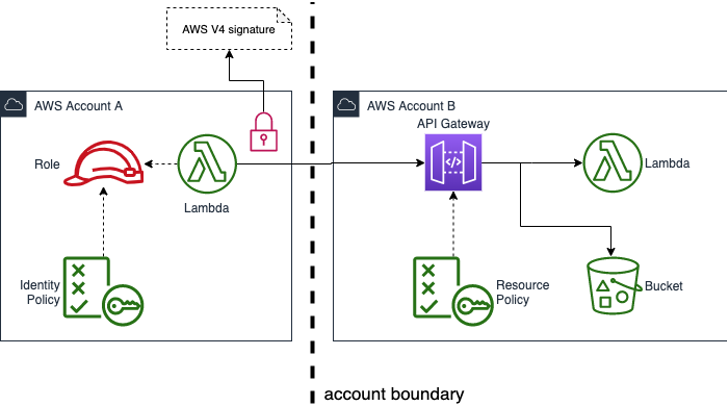 AWS V4 signature
AWS Account A
AWS Account B
API Gateway
Role
Lambda
Lambda
Identity
Policy
Resource
Policy
Bucket
account boundary